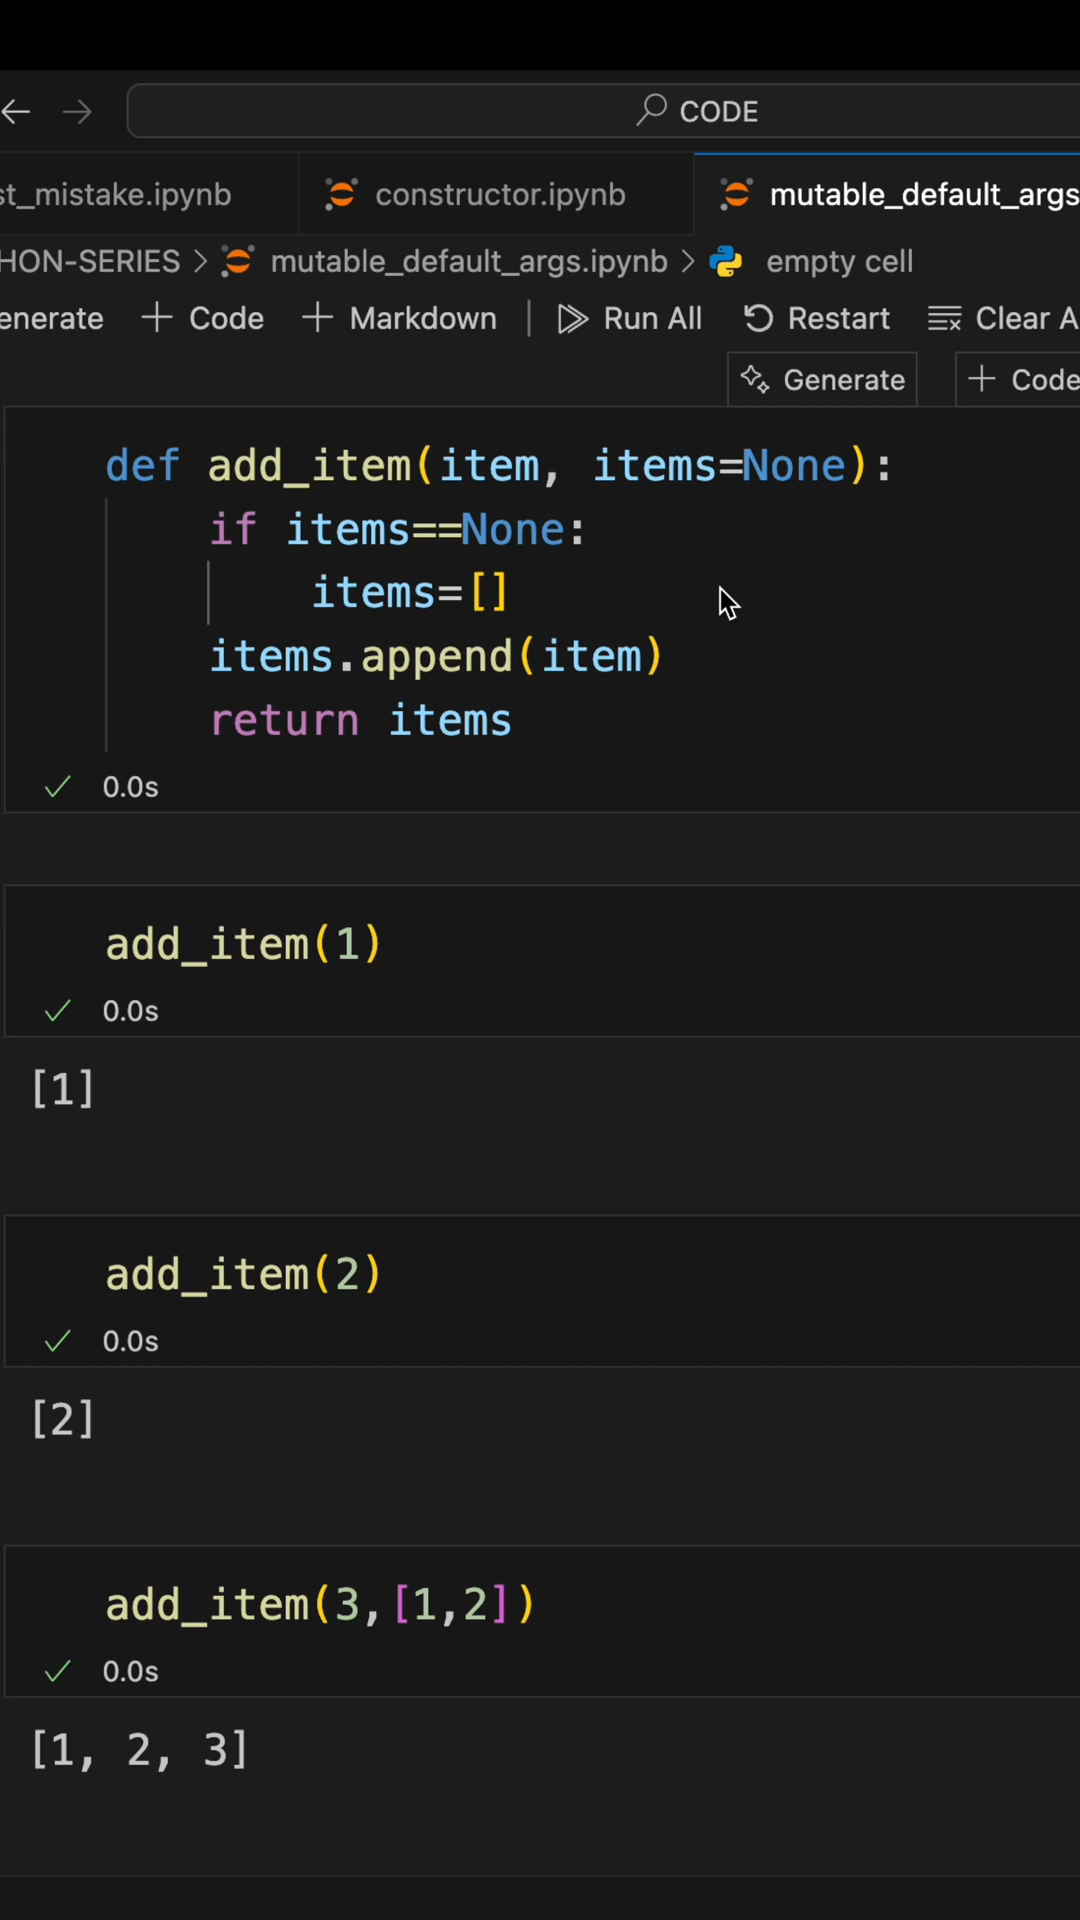 CODE
st_mistake.ipynb constructor.ipynb mutable_default_args
HON-SERIES > mutable_default_args.ipynb > empty cell
enerate + Code + Markdown | Run All Restart Clear A
Generate + Code
def add_item(item, items=None):
    if items==None:
        items=[]
    items.append(item)
    return items
0.0s
add_item(1)
0.0s
[1]
add_item(2)
0.0s
[2]
add_item(3,[1,2])
0.0s
[1, 2, 3]